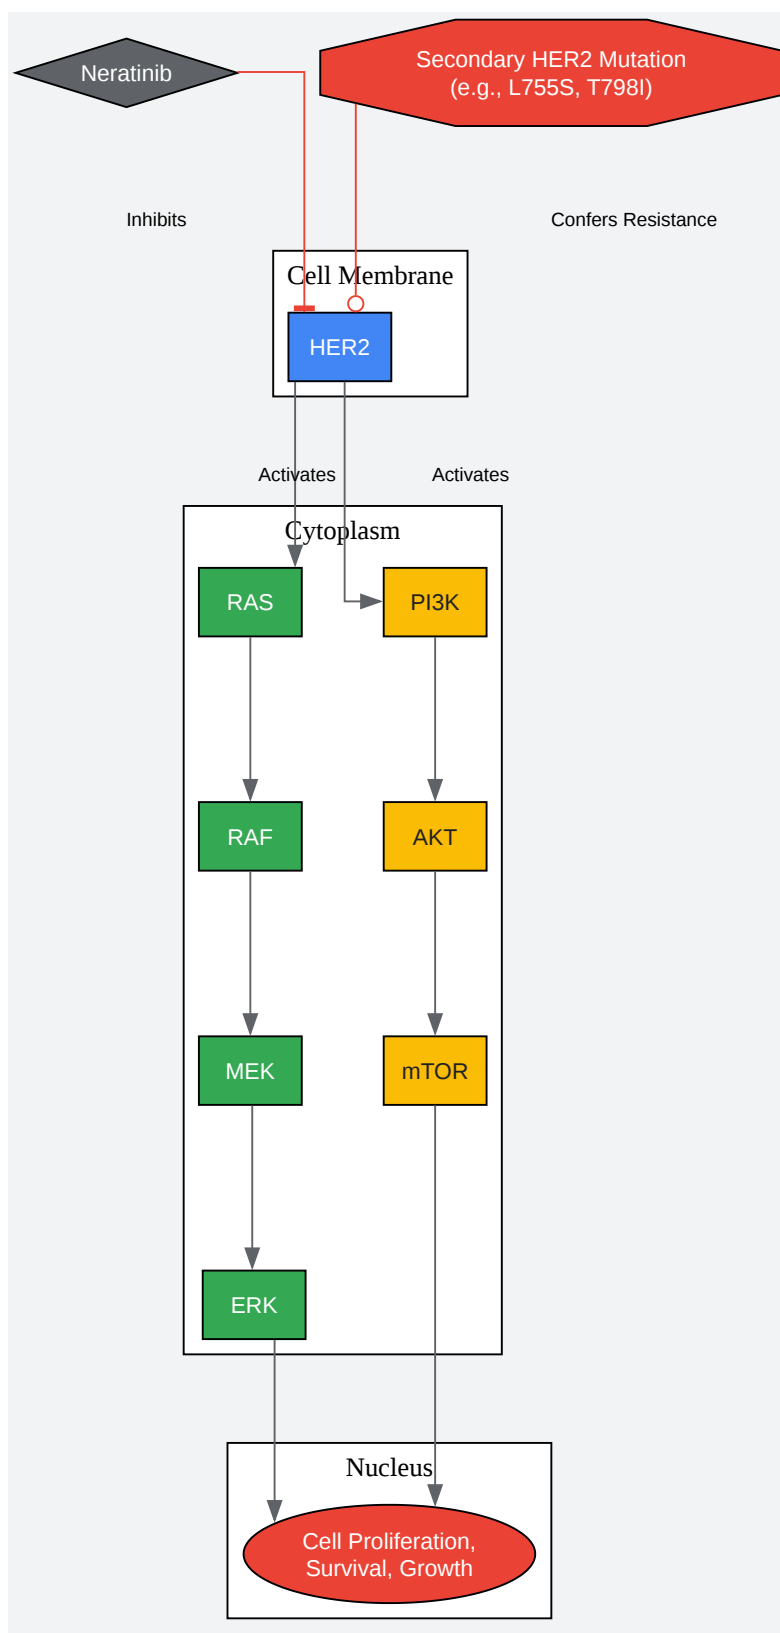 Neratinib
Secondary HER2 Mutation
(e.g., L755S, T798I)
Inhibits
Confers Resistance
Cell Membrane
HER2
Activates
Activates
Cytoplasm
RAS
PI3K
RAF
AKT
MEK
mTOR
ERK
Nucleus
Cell Proliferation,
Survival, Growth